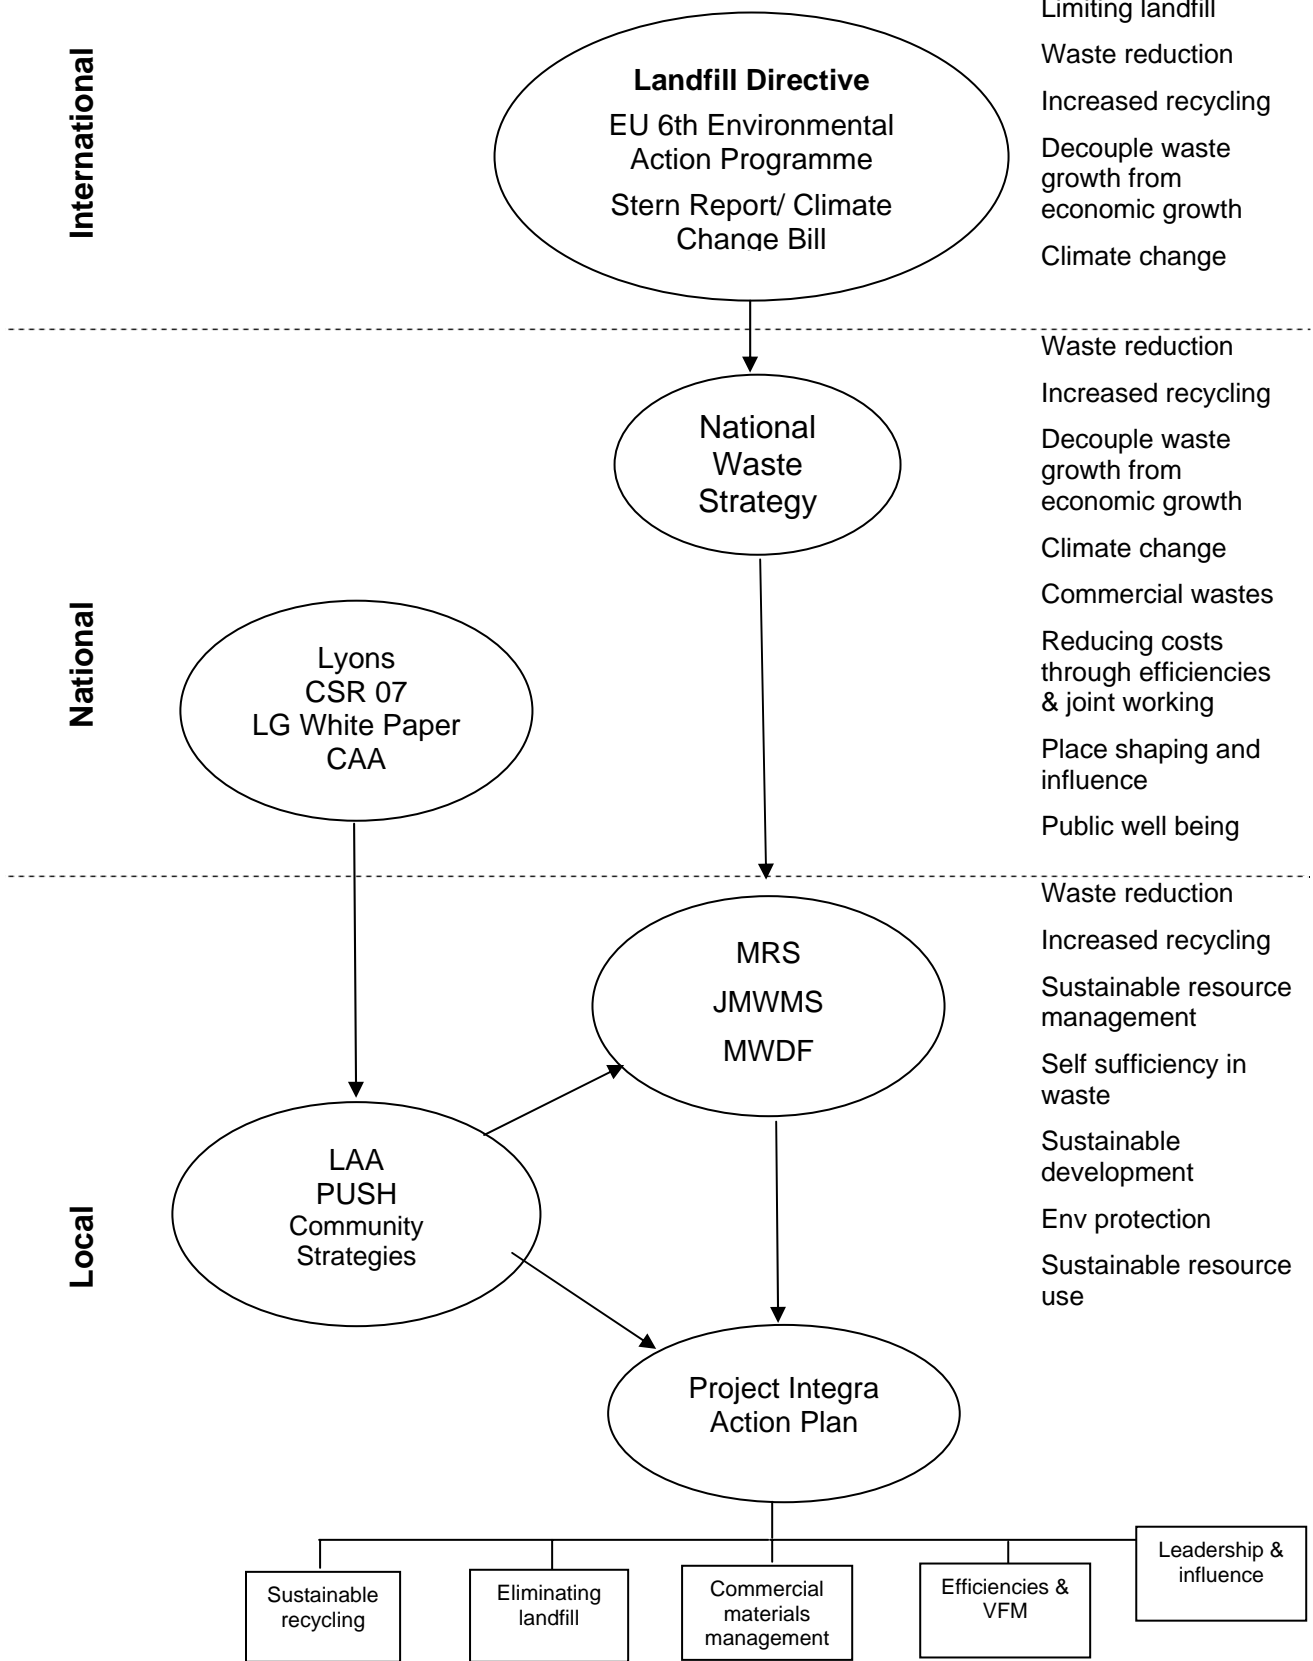 International
Landfill Directive
EU 6th Environmental
Action Programme
Stern Report/ Climate
Change Bill
Limiting landfill
Waste reduction
Increased recycling
Decouple waste
growth from
economic growth
Climate change
National
National
Waste
Strategy
Lyons
CSR 07
LG White Paper
CAA
Waste reduction
Increased recycling
Decouple waste
growth from
economic growth
Climate change
Commercial wastes
Reducing costs
through efficiencies
& joint working
Place shaping and
influence
Public well being
Local
MRS
JMWMS
MWDF
LAA
PUSH
Community
Strategies
Project Integra
Action Plan
Waste reduction
Increased recycling
Sustainable resource
management
Self sufficiency in
waste
Sustainable
development
Env protection
Sustainable resource
use
Sustainable
recycling
Eliminating
landfill
Commercial
materials
management
Efficiencies &
VFM
Leadership &
influence